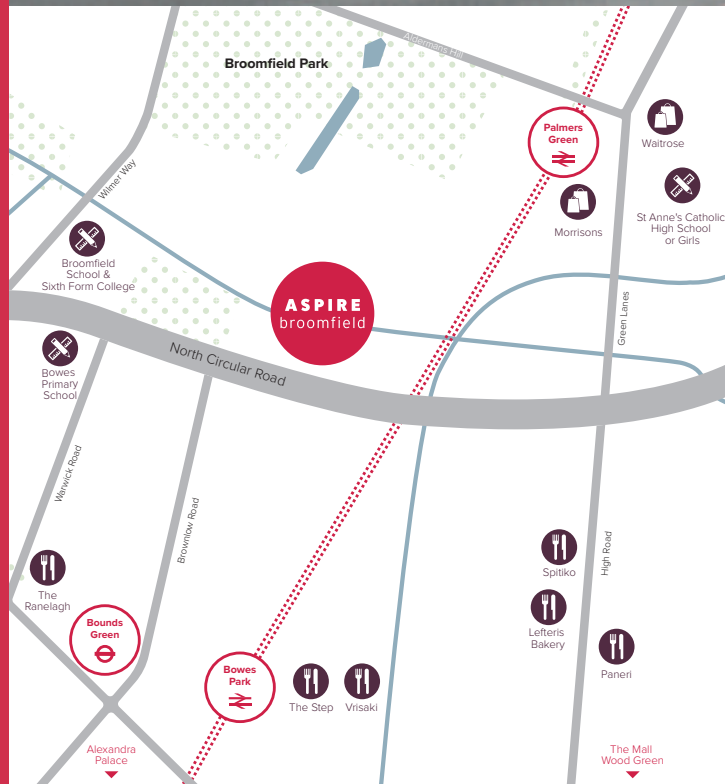 Aldermans Hill
Broomfield Park
Palmers
Green
Waitrose
Wilmer Way
Morrisons
St Anne's Catholic
High School
or Girls
Broomfield
School &
Sixth Form College
ASPIRE
broomfield
Green Lanes
North Circular Road
Bowes
Primary
School
Warwick Road
Brownlow Road
High Road
Spitiko
The
Ranelagh
Lefteris
Bakery
Bounds
Green
Paneri
Bowes
Park
The Step
Vrisaki
Alexandra
Palace
The Mall
Wood Green